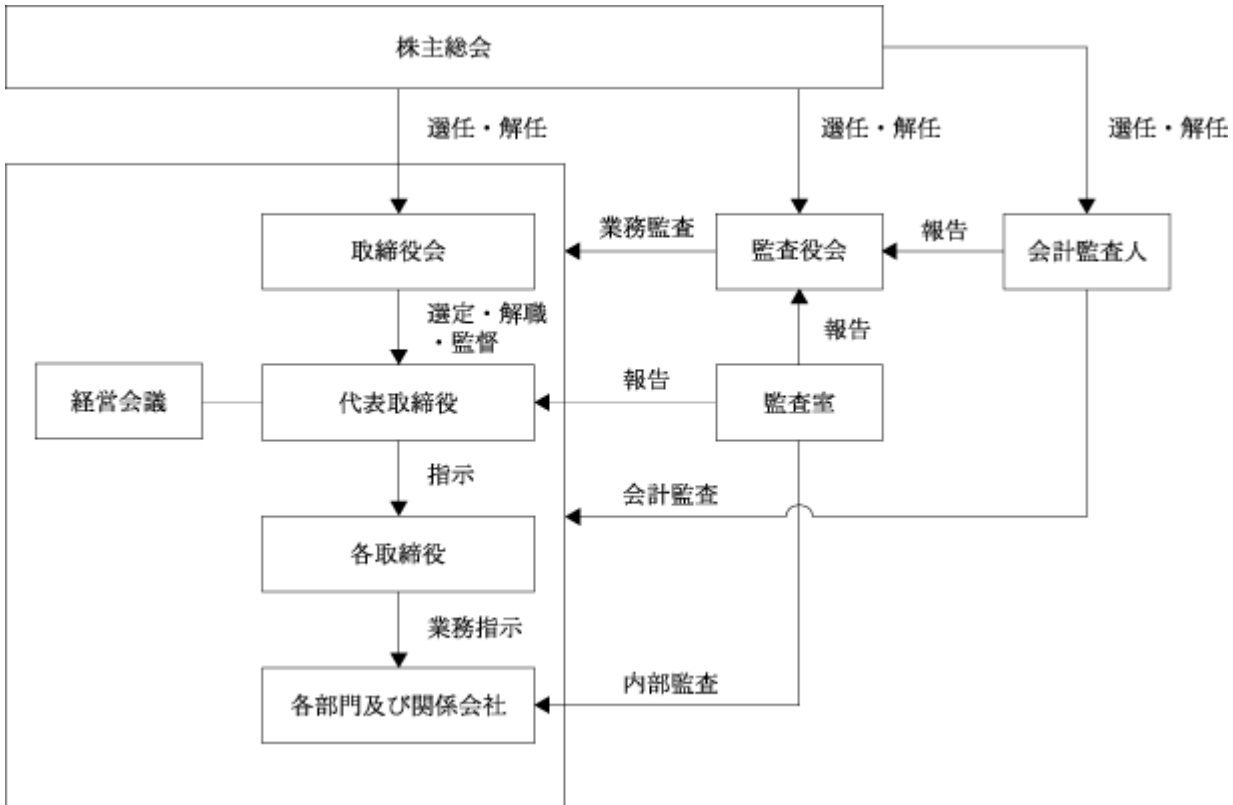 株主総会
選任・解任
選任・解任
選任・解任
取締役会
業務監査
監査役会
報告
会計監査人
選定・解職
・監督
報告
経営会議
代表取締役
報告
監査室
指示
会計監査
各取締役
業務指示
各部門及び関係会社
内部監査